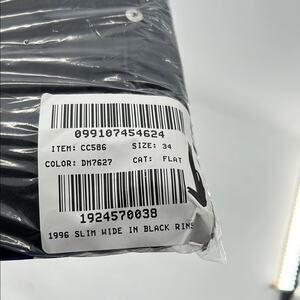 099107454624
ITEM: CC586 SIZE: 34
COLOR: DM7627 CAT: FLAT
1924570038
1996 SLIM WIDE IN BLACK RINS